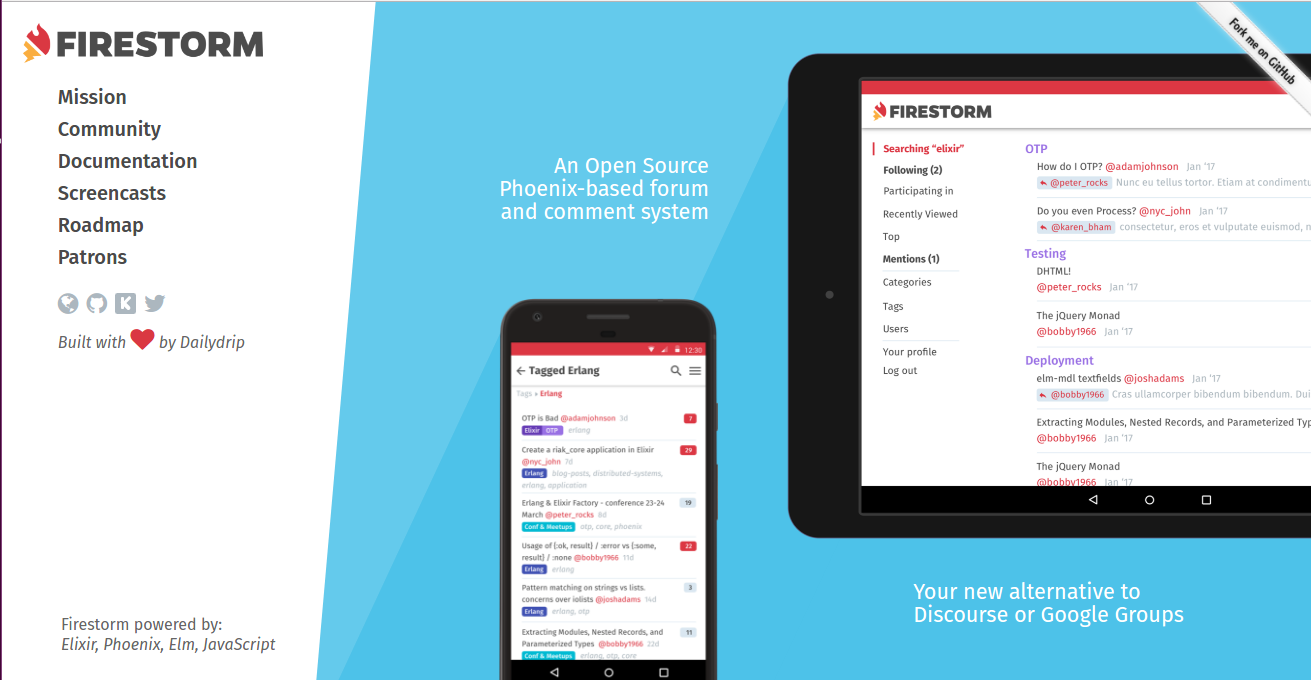 FIRESTORM
Mission
Community
Documentation
Screencasts
Roadmap
Patrons
Built with by Dailydrip
Firestorm powered by:
Elixir, Phoenix, Elm, JavaScript
An Open Source
Phoenix-based forum
and comment system
12:30
Tagged Erlang
Tags » Erlang
OTP is Bad @adamjohnson 3d 7
Elixir OTP erlang
Create a riak_core application in Elixir 29
@nyc_john 7d
Erlang blog-posts, distributed-systems,
erlang, application
Erlang & Elixir Factory - conference 23-24 19
March @peter_rocks 8d
Conf & Meetups otp, core, phoenix
Usage of {:ok, result} / :error vs {:some, 22
result} / :none @bobby1966 11d
Erlang erlang
Pattern matching on strings vs lists. 3
concerns over iolists @joshadams 14d
Erlang erlang, otp
Extracting Modules, Nested Records, and 11
Parameterized Types @bobby1966 22d
Conf & Meetups erlang, otp, core
Fork me on GitHub
FIRESTORM
Searching “elixir”
Following (2)
Participating in
Recently Viewed
Top
Mentions (1)
Categories
Tags
Users
Your profile
Log out
OTP
How do I OTP? @adamjohnson Jan ‘17
@peter_rocks Nunc eu tellus tortor. Etiam at condimentu
Do you even Process? @nyc_john Jan ‘17
@karen_bham consectetur, eros et vulputate euismod, n
Testing
DHTML!
@peter_rocks Jan ‘17
The jQuery Monad
@bobby1966 Jan ‘17
Deployment
elm-mdl textfields @joshadams Jan ‘17
@bobby1966 Cras ullamcorper bibendum bibendum. Dui
Extracting Modules, Nested Records, and Parameterized Typ
@bobby1966 Jan ‘17
The jQuery Monad
@bobby1966 Jan ‘17
Your new alternative to
Discourse or Google Groups